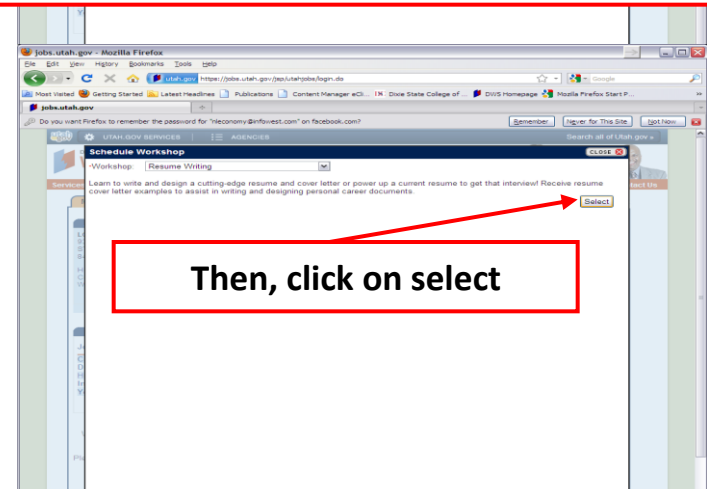 jobs.utah.gov - Mozilla Firefox
File Edit View History Bookmarks Tools Help
utah.gov https://jobs.utah.gov/jsp/utahjobs/login.do
Google
Most Visited Getting Started Latest Headlines Publications Content Manager eCli... Dixie State College of ... DWS Homepage Mozilla Firefox Start P...
jobs.utah.gov
Do you want Firefox to remember the password for "nieconomy@infowest.com" on facebook.com? Remember Never for This Site Not Now
UTAH.GOV SERVICES AGENCIES Search all of Utah.gov »
Schedule Workshop CLOSE
Workshop: Resume Writing
Services
Learn to write and design a cutting-edge resume and cover letter or power up a current resume to get that interview! Receive resume
cover letter examples to assist in writing and designing personal career documents.
Select
Then, click on select